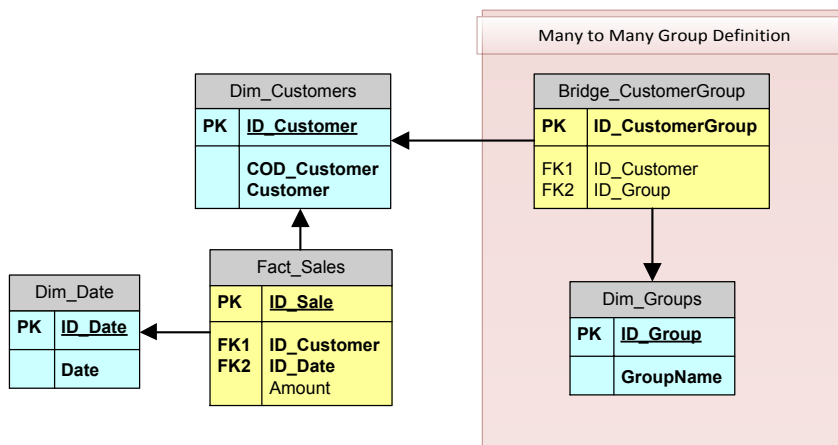 Many to Many Group Definition
Dim_Customers
PK ID_Customer
COD_Customer
Customer
Bridge_CustomerGroup
PK ID_CustomerGroup
FK1 ID_Customer
FK2 ID_Group
Fact_Sales
PK ID_Sale
FK1 ID_Customer
FK2 ID_Date
Amount
Dim_Date
PK ID_Date
Date
Dim_Groups
PK ID_Group
GroupName